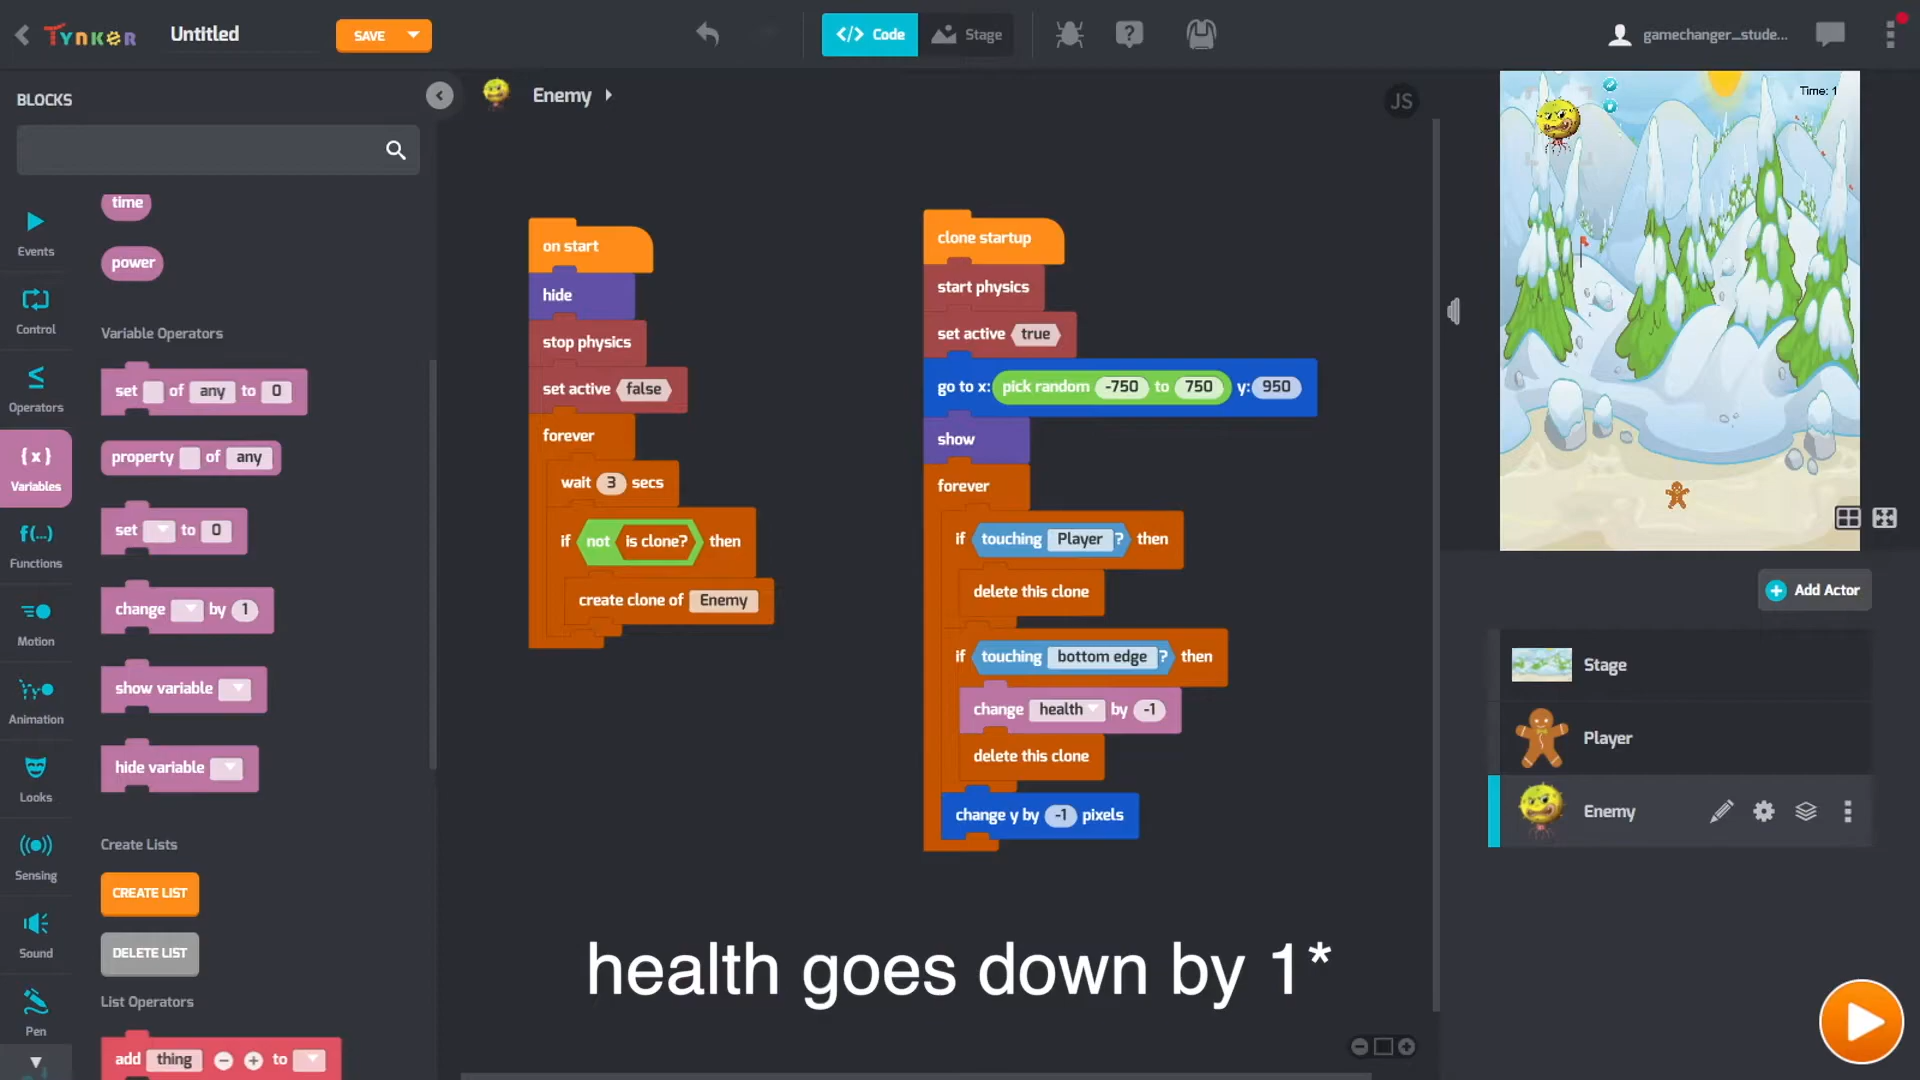 TYNKER
Untitled
SAVE
</> Code
Stage
gamechanger_stude...
BLOCKS
Enemy
JS
Time: 1
Events
Control
Operators
{x}
Variables
f(...)
Functions
Motion
Animation
Looks
Sensing
Sound
Pen
time
power
Variable Operators
set of any to 0
property of any
set to 0
change by 1
show variable
hide variable
Create Lists
CREATE LIST
DELETE LIST
List Operators
add thing to
on start
hide
stop physics
set active false
forever
wait 3 secs
if not is clone? then
create clone of Enemy
clone startup
start physics
set active true
go to x: pick random -750 to 750 y: 950
show
forever
if touching Player ? then
delete this clone
if touching bottom edge ? then
change health by -1
delete this clone
change y by -1 pixels
Add Actor
Stage
Player
Enemy
health goes down by 1*